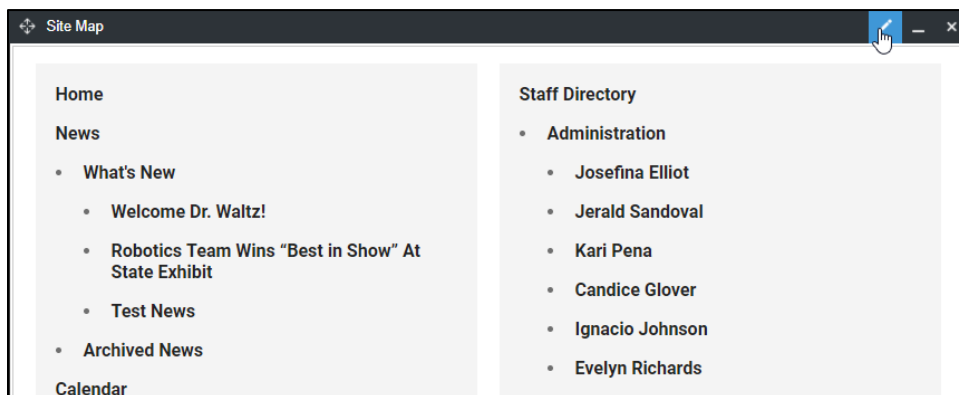 Site Map
Home
News
What's New
Welcome Dr. Waltz!
Robotics Team Wins “Best in Show” At
State Exhibit
Test News
Archived News
Calendar
Staff Directory
Administration
Josefina Elliot
Jerald Sandoval
Kari Pena
Candice Glover
Ignacio Johnson
Evelyn Richards